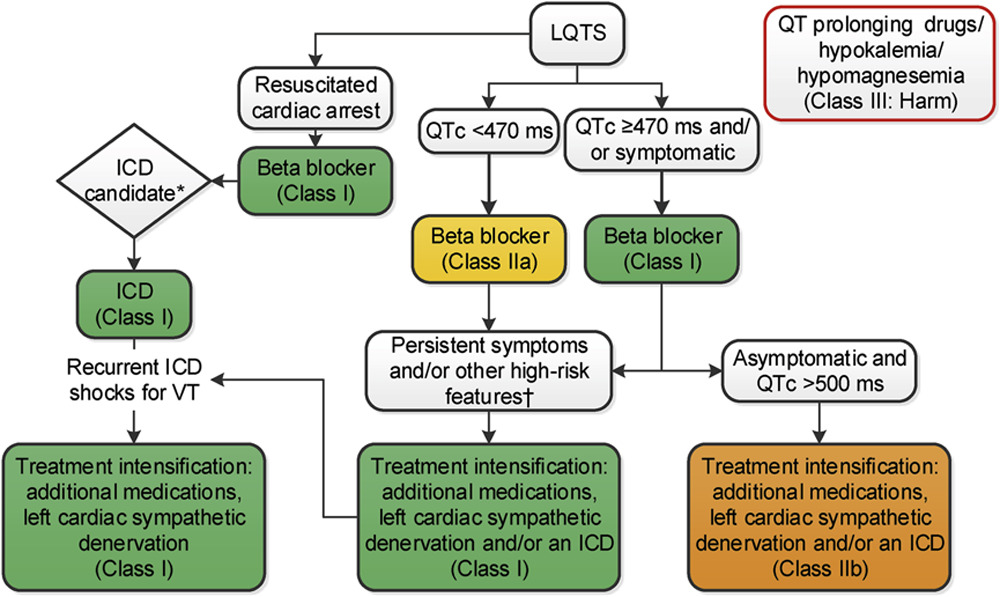 LQTS
QT prolonging drugs/
hypokalemia/
hypomagnesemia
(Class III: Harm)
Resuscitated
cardiac arrest
QTc <470 ms
QTc ≥470 ms and/
or symptomatic
ICD
candidate*
Beta blocker
(Class I)
Beta blocker
(Class IIa)
Beta blocker
(Class I)
ICD
(Class I)
Recurrent ICD
shocks for VT
Persistent symptoms
and/or other high-risk
features†
Asymptomatic and
QTc >500 ms
Treatment intensification:
additional medications,
left cardiac sympathetic
denervation
(Class I)
Treatment intensification:
additional medications,
left cardiac sympathetic
denervation and/or an ICD
(Class I)
Treatment intensification:
additional medications,
left cardiac sympathetic
denervation and/or an ICD
(Class IIb)